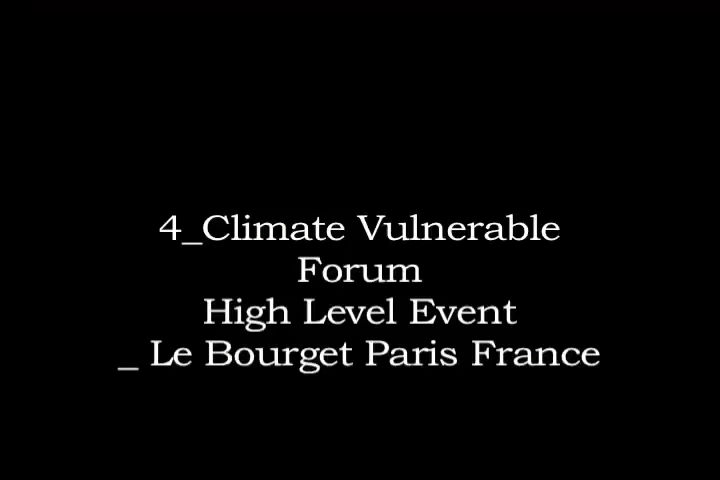 4_Climate Vulnerable
Forum
High Level Event
_ Le Bourget Paris France